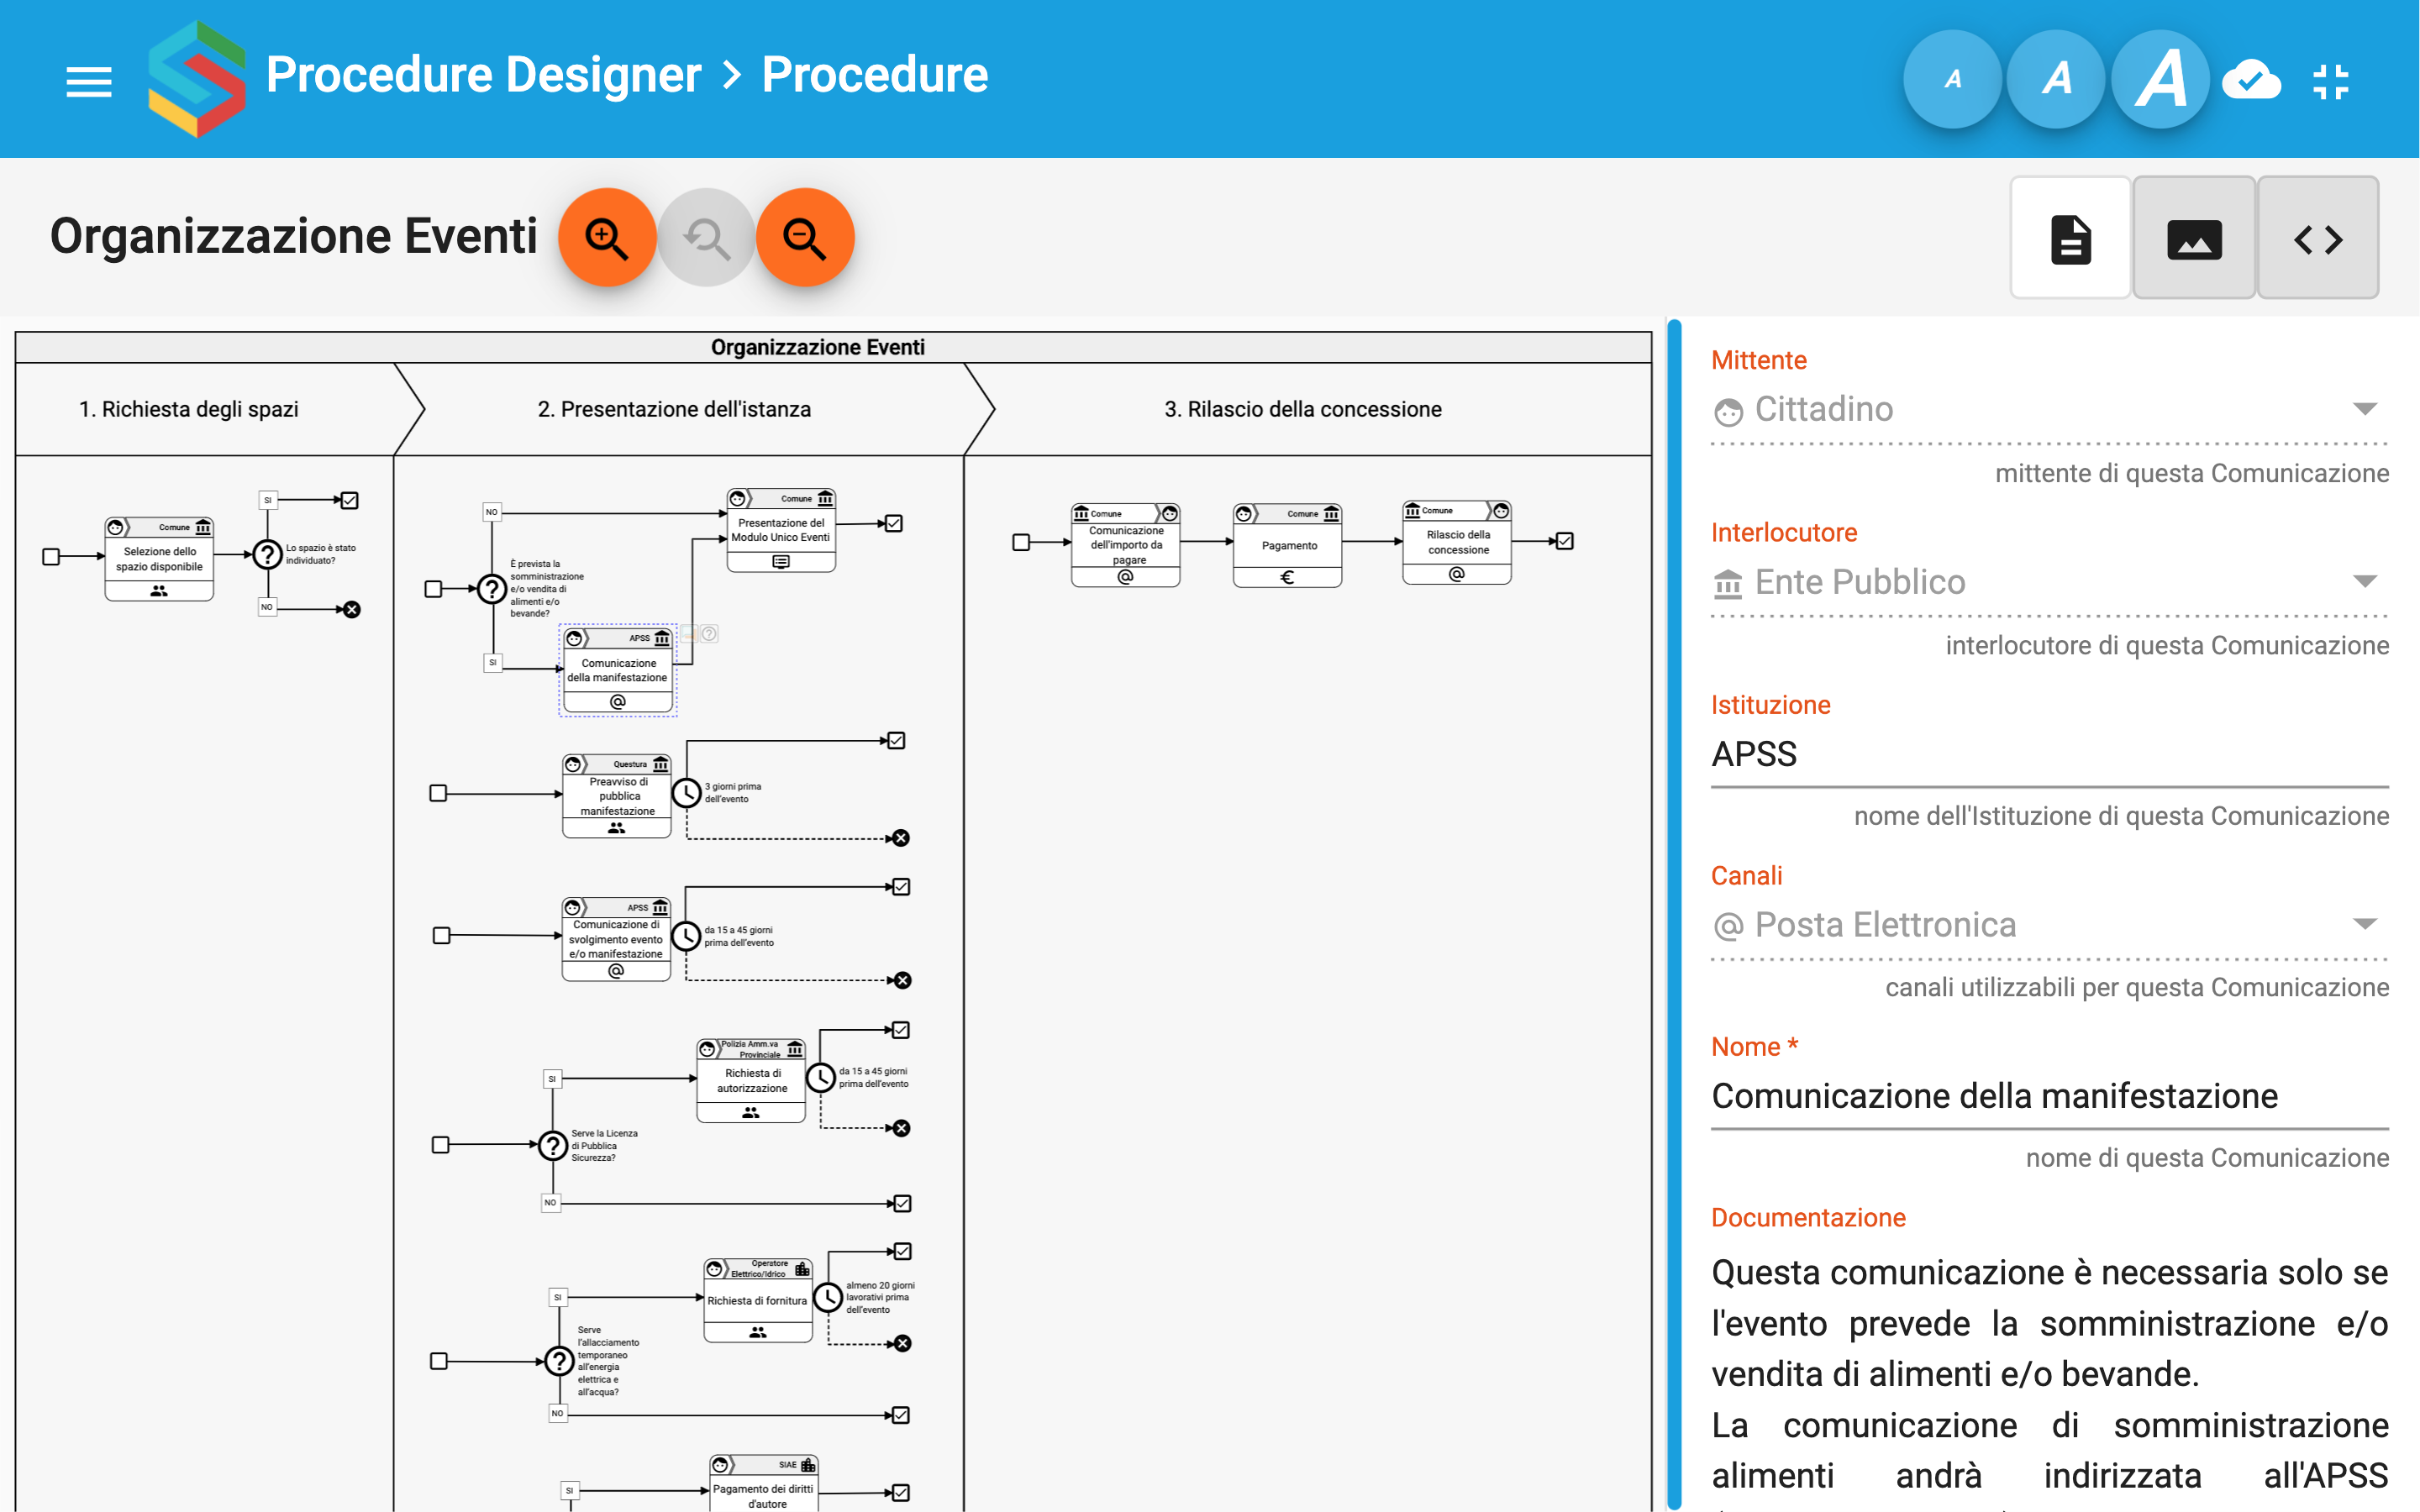 Procedure Designer > Procedure
A A A
Organizzazione Eventi
Organizzazione Eventi
1. Richiesta degli spazi
2. Presentazione dell'istanza
3. Rilascio della concessione
Comune
Selezione dello
spazio disponibile
SI
Lo spazio è stato
individuato?
NO
NO
È prevista la
somministrazione
e/o vendita di
alimenti e/o
bevande?
SI
Comune
Presentazione del
Modulo Unico Eventi
APSS
Comunicazione
della manifestazione
@
Questura
Preavviso di
pubblica
manifestazione
3 giorni prima
dell'evento
APSS
Comunicazione di
svolgimento evento
e/o manifestazione
@
da 15 a 45 giorni
prima dell'evento
Polizia Amm.va
Provinciale
Richiesta di
autorizzazione
da 15 a 45 giorni
prima dell'evento
SI
Serve la Licenza
di Pubblica
Sicurezza?
NO
Operatore
Elettrico/Idrico
Richiesta di fornitura
almeno 20 giorni
lavorativi prima
dell'evento
SI
Serve
l'allacciamento
temporaneo
all'energia
elettrica e
all'acqua?
NO
SIAE
Pagamento dei diritti
d'autore
SI
Comune
Comunicazione
dell'importo da
pagare
@
Comune
Pagamento
€
Comune
Rilascio della
concessione
@
Mittente
Cittadino
mittente di questa Comunicazione
Interlocutore
Ente Pubblico
interlocutore di questa Comunicazione
Istituzione
APSS
nome dell'Istituzione di questa Comunicazione
Canali
@ Posta Elettronica
canali utilizzabili per questa Comunicazione
Nome *
Comunicazione della manifestazione
nome di questa Comunicazione
Documentazione
Questa comunicazione è necessaria solo se
l'evento prevede la somministrazione e/o
vendita di alimenti e/o bevande.
La comunicazione di somministrazione
alimenti andrà indirizzata all'APSS